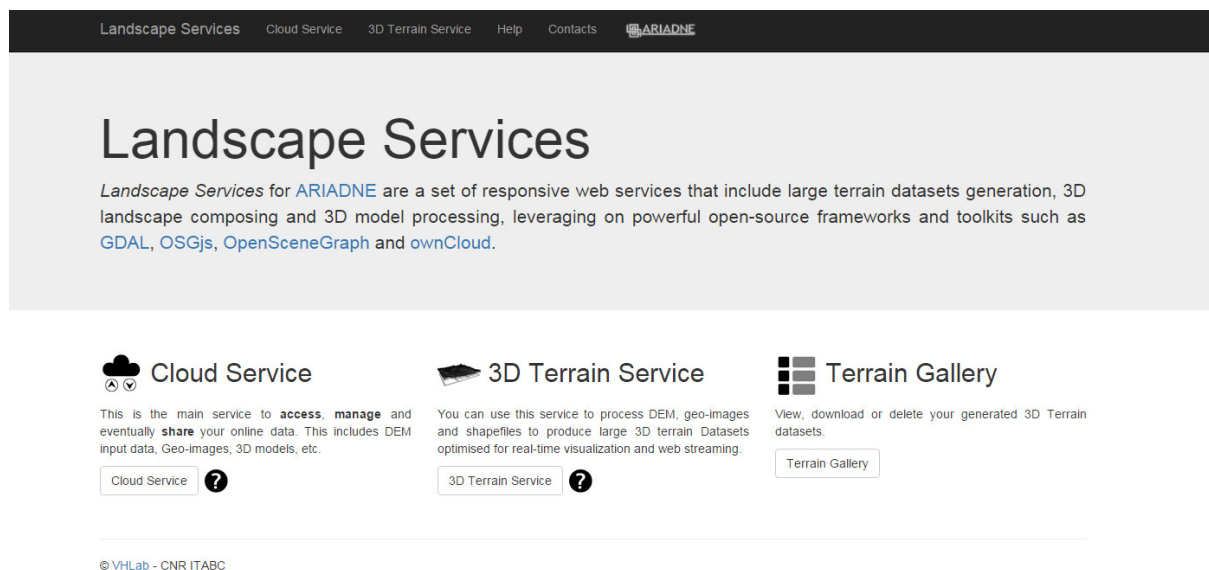 Landscape Services Cloud Service 3D Terrain Service Help Contacts ARIADNE
Landscape Services
Landscape Services for ARIADNE are a set of responsive web services that include large terrain datasets generation, 3D
landscape composing and 3D model processing, leveraging on powerful open-source frameworks and toolkits such as
GDAL, OSGjs, OpenSceneGraph and ownCloud.
Cloud Service
This is the main service to access, manage and
eventually share your online data. This includes DEM
input data, Geo-images, 3D models, etc.
Cloud Service ?
3D Terrain Service
You can use this service to process DEM, geo-images
and shapefiles to produce large 3D terrain Datasets
optimised for real-time visualization and web streaming.
3D Terrain Service ?
Terrain Gallery
View, download or delete your generated 3D Terrain
datasets.
Terrain Gallery
© VHLab - CNR ITABC